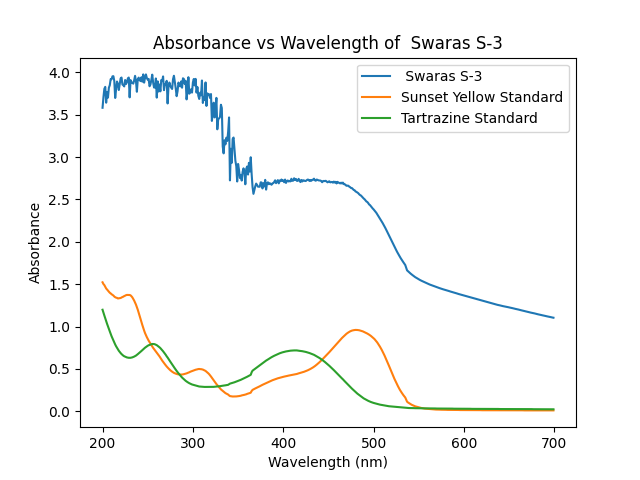 Absorbance vs Wavelength of  Swaras S-3
Swaras S-3
Sunset Yellow Standard
Tartrazine Standard
4.0
3.5
3.0
2.5
2.0
1.5
1.0
0.5
0.0
Absorbance
200 300 400 500 600 700
Wavelength (nm)